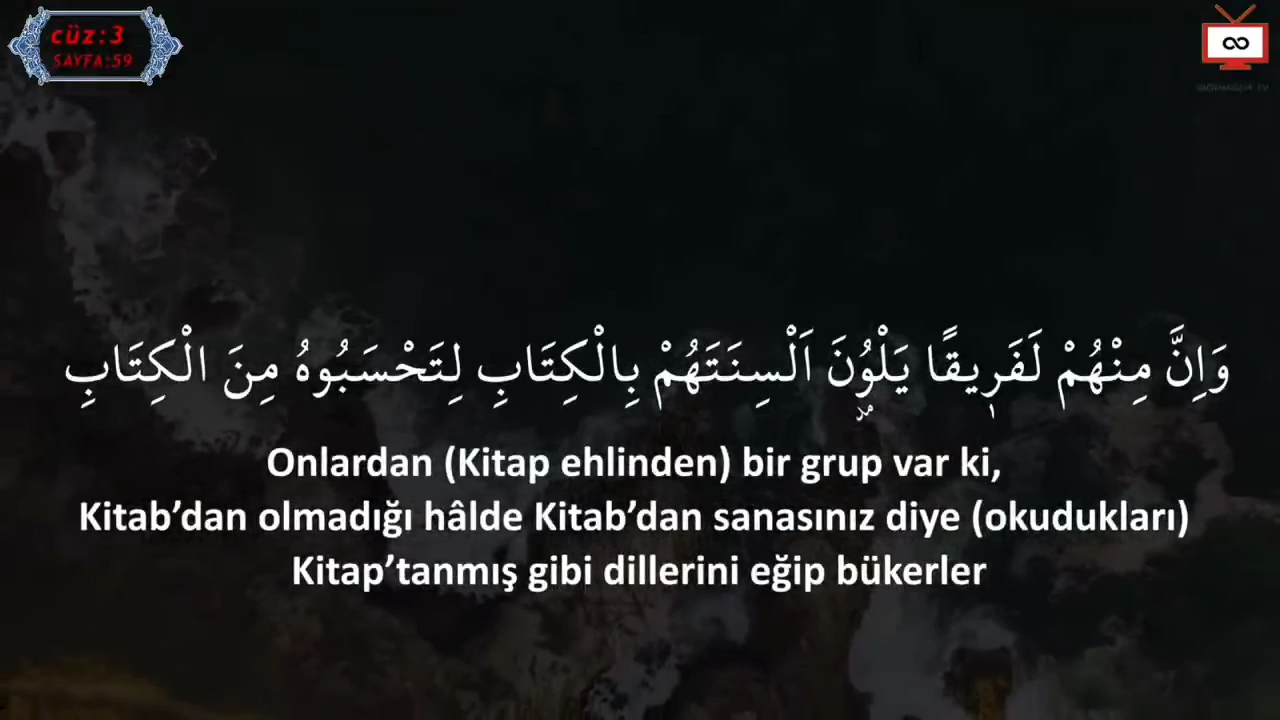 cüz:3
SAYFA:59
وَاِنَّ مِنْهُمْ لَفَر۪يقًا يَلْوُ۫نَ اَلْسِنَتَهُمْ بِالْكِتَابِ لِتَحْسَبُوهُ مِنَ الْكِتَابِ
Onlardan (Kitap ehlinden) bir grup var ki,
Kitab’dan olmadığı hâlde Kitab’dan sanasınız diye (okudukları)
Kitap’tanmış gibi dillerini eğip bükerler